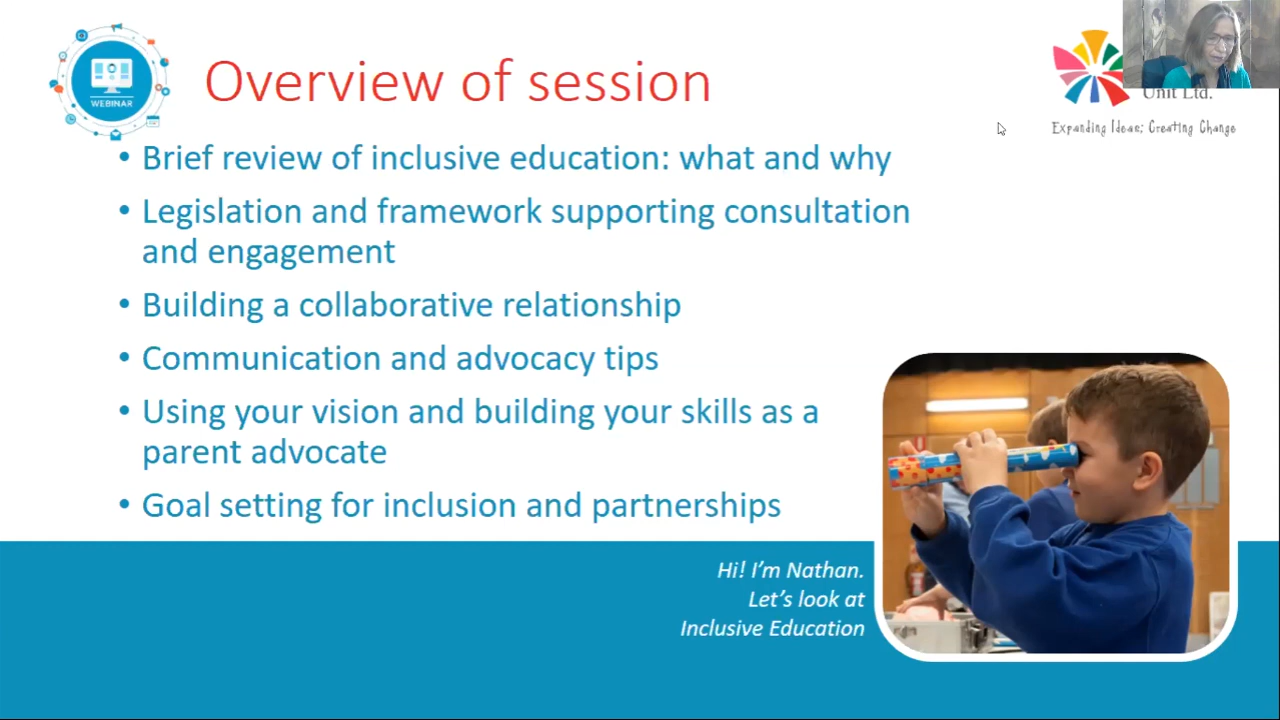 WEBINAR
Overview of session
Unit Ltd.
Expanding Ideas; Creating Change
• Brief review of inclusive education: what and why
• Legislation and framework supporting consultation
and engagement
• Building a collaborative relationship
• Communication and advocacy tips
• Using your vision and building your skills as a
parent advocate
• Goal setting for inclusion and partnerships
Hi! I’m Nathan.
Let’s look at
Inclusive Education